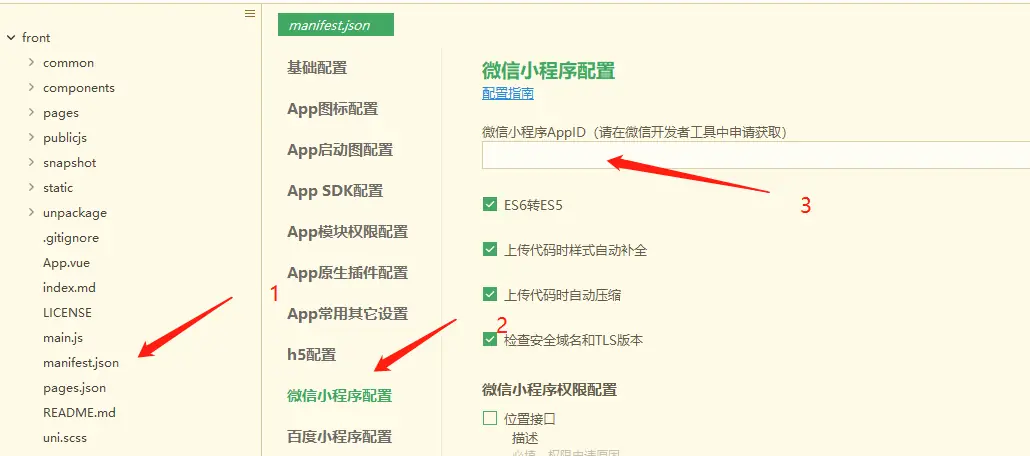 front
common
components
pages
publicjs
snapshot
static
unpackage
.gitignore
App.vue
index.md
LICENSE
main.js
manifest.json
pages.json
README.md
uni.scss
1
manifest.json
基础配置
App图标配置
App启动图配置
App SDK配置
App模块权限配置
App原生插件配置
App常用其它设置
h5配置
微信小程序配置
百度小程序配置
2
微信小程序配置
配置指南
微信小程序AppID（请在微信开发者工具中申请获取）
3
ES6转ES5
上传代码时样式自动补全
上传代码时自动压缩
检查安全域名和TLS版本
微信小程序权限配置
位置接口
描述